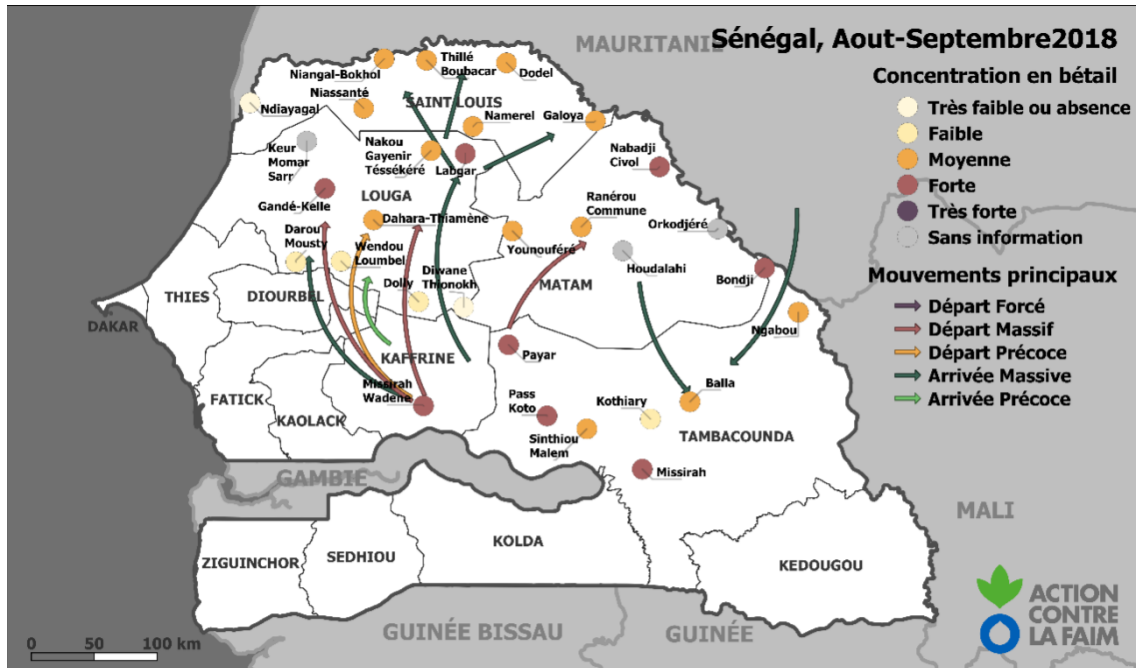 MAURITANIE
Sénégal, Aout-Septembre2018
Concentration en bétail
Très faible ou absence
Faible
Moyenne
Forte
Très forte
Sans information
Mouvements principaux
Départ Forcé
Départ Massif
Départ Précoce
Arrivée Massive
Arrivée Précoce
Niangal-Bokhol
Thillé
Boubacar
Dodel
Niassanté
SAINT LOUIS
Ndiayagal
Namerel
Galoya
Keur
Momar
Sarr
Nakou
Gayenir
Téssékéré
Labgar
Nabadji
Civol
LOUGA
Gandé-Kelle
Dahara-Thiamène
Ranérou
Commune
Orkodjéré
Darou
Mousty
Wendou
Loumbel
Younouféré
Houdalahi
Bondji
Dolly
Diwane
Thionokh
MATAM
THIES
DIOURBEL
DAKAR
Ngabou
KAFFRINE
Payar
Missirah
Wadene
FATICK
KAOLACK
Pass
Koto
Kothiary
Balla
Sinthiou
Malem
TAMBACOUNDA
Missirah
GAMBIE
MALI
ZIGUINCHOR
SEDHIOU
KOLDA
KEDOUGOU
GUINÉE BISSAU
GUINÉE
0 50 100 km
ACTION
CONTRE
LA FAIM